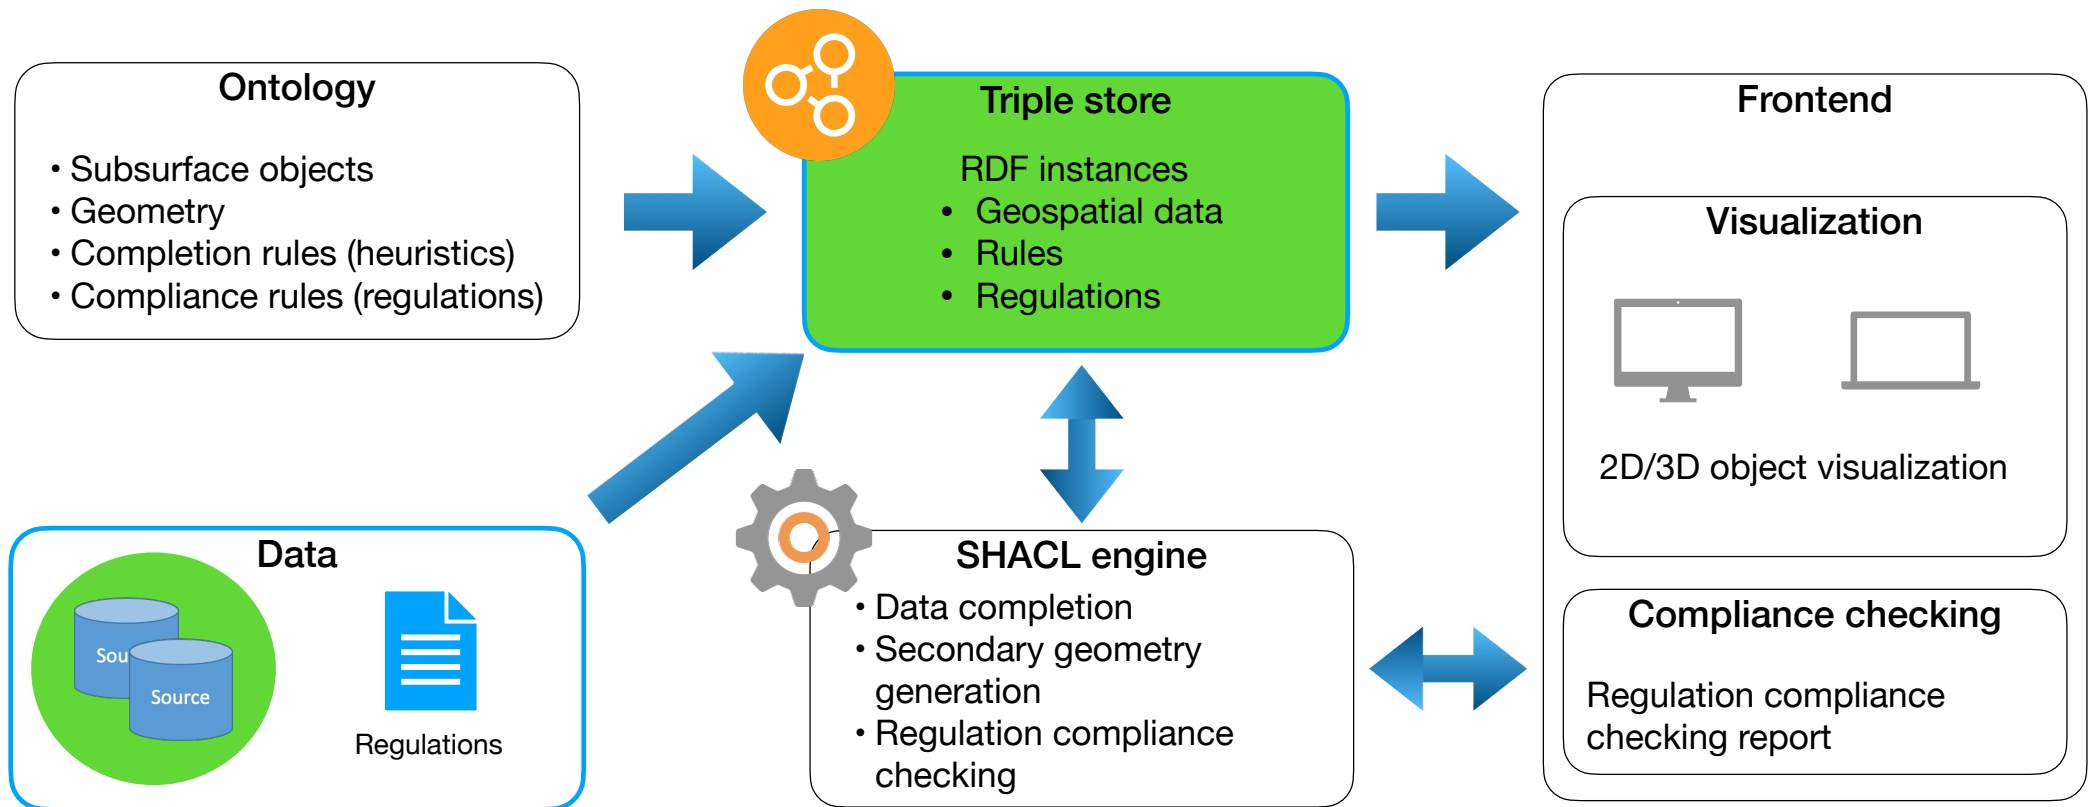 Ontology
• Subsurface objects
• Geometry
• Completion rules (heuristics)
• Compliance rules (regulations)
Triple store
RDF instances
• Geospatial data
• Rules
• Regulations
Frontend
Visualization
2D/3D object visualization
Compliance checking
Regulation compliance
checking report
Data
Sou
Source
Regulations
SHACL engine
• Data completion
• Secondary geometry
generation
• Regulation compliance
checking